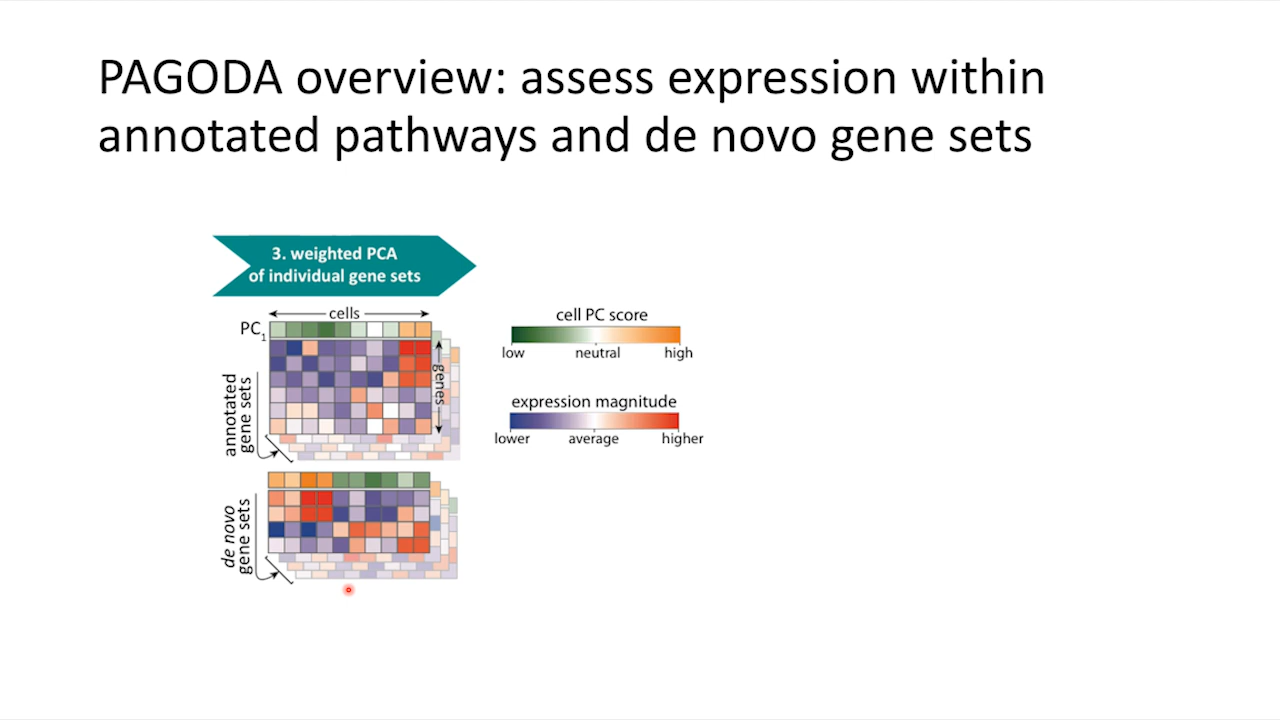 PAGODA overview: assess expression within
annotated pathways and de novo gene sets
3. weighted PCA
of individual gene sets
cells
PC1
genes
annotated
gene sets
de novo
gene sets
cell PC score
low neutral high
expression magnitude
lower average higher